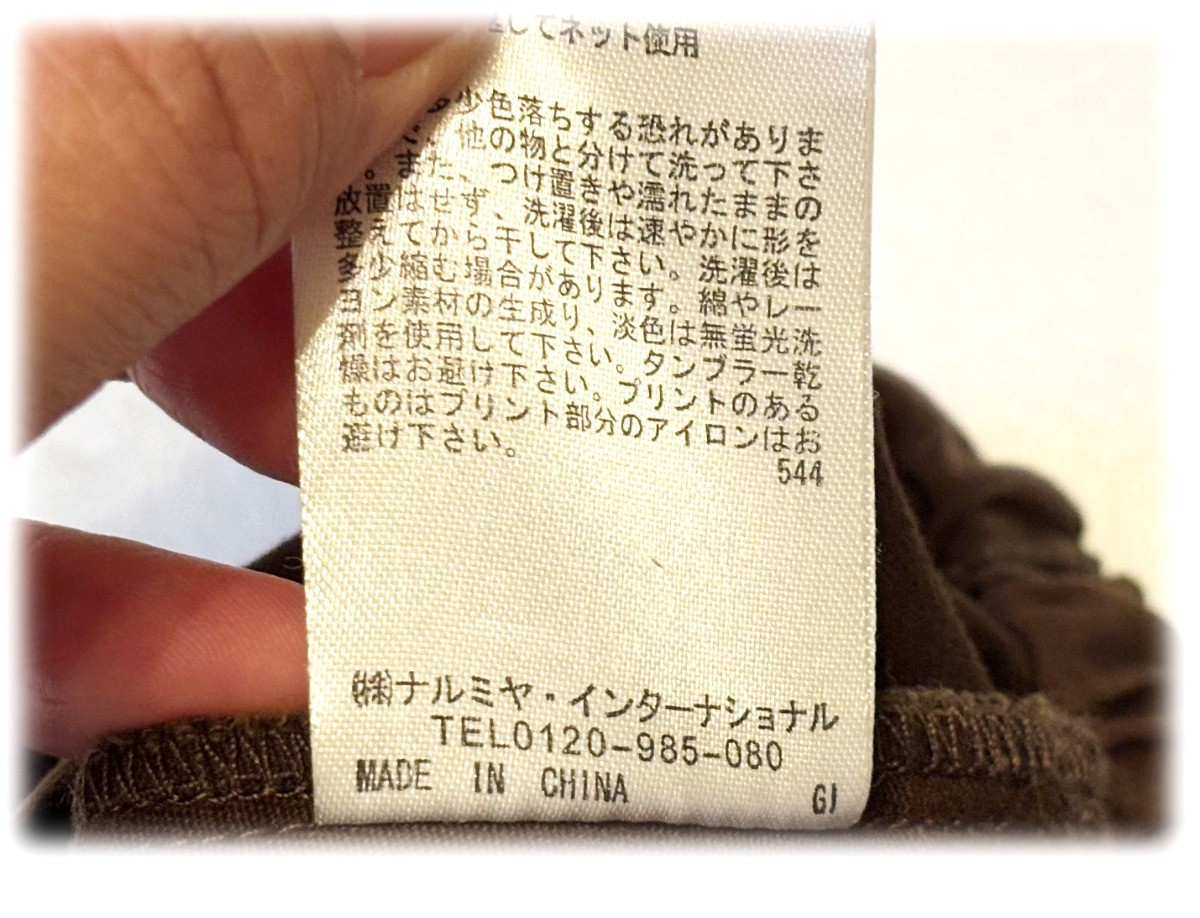 してネット使用
少色落ちする恐れがありま
他の物と分けて洗って下さ
。またつけ置きや濡れたままの
放置はせず、洗濯後は速やかに形を
整えてから干して下さい。洗濯後は
多少縮む場合があります。綿やレー
ヨン素材の生成り、淡色は無蛍光洗
剤を使用して下さい。タンブラー乾
燥はお避け下さい。プリントのある
ものはプリント部分のアイロンはお
避け下さい。
544
㈱ナルミヤ・インターナショナル
TEL0120-985-080
MADE IN CHINA GI